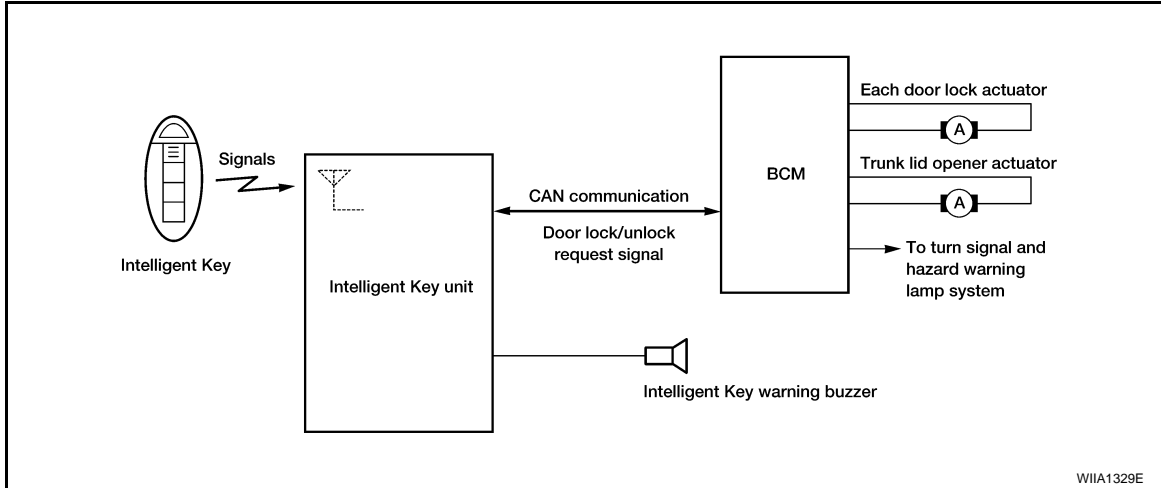 Each door lock actuator
A
Trunk lid opener actuator
A
BCM
To turn signal and
hazard warning
lamp system
Signals
CAN communication
Door lock/unlock
request signal
Intelligent Key
Intelligent Key unit
Intelligent Key warning buzzer
WIIA1329E